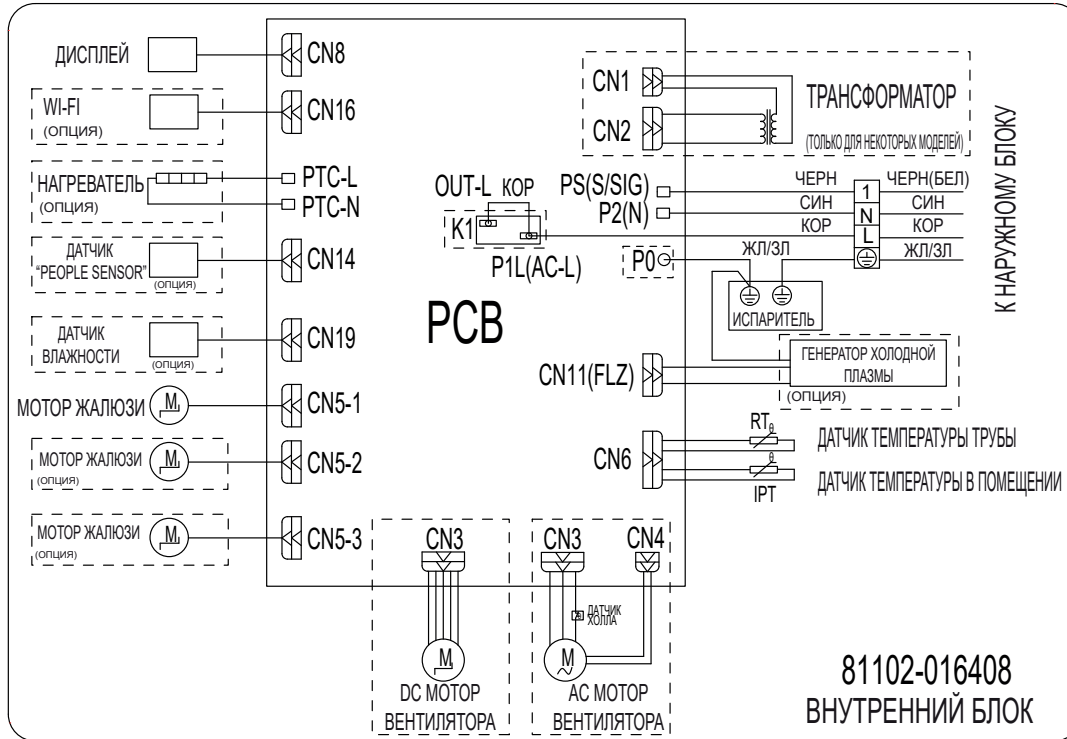 ДИСПЛЕЙ
CN8
WI-FI
(ОПЦИЯ)
CN16
НАГРЕВАТЕЛЬ
(ОПЦИЯ)
PTC-L
PTC-N
ДАТЧИК
“PEOPLE SENSOR”
(ОПЦИЯ)
CN14
ДАТЧИК
ВЛАЖНОСТИ
(ОПЦИЯ)
CN19
МОТОР ЖАЛЮЗИ
M
CN5-1
МОТОР ЖАЛЮЗИ
(ОПЦИЯ)
M
CN5-2
МОТОР ЖАЛЮЗИ
(ОПЦИЯ)
M
CN5-3
PCB
OUT-L КОР
K1
P1L(AC-L)
CN1
CN2
ТРАНСФОРМАТОР
(ТОЛЬКО ДЛЯ НЕКОТОРЫХ МОДЕЛЕЙ)
PS(S/SIG)
P2(N)
P0
ЧЕРН 1 ЧЕРН(БЕЛ)
СИН N СИН
КОР L КОР
ЖЛ/ЗЛ ЖЛ/ЗЛ
К НАРУЖНОМУ БЛОКУ
ИСПАРИТЕЛЬ
CN11(FLZ)
ГЕНЕРАТОР ХОЛОДНОЙ
ПЛАЗМЫ
(ОПЦИЯ)
CN6
RT
θ
ДАТЧИК ТЕМПЕРАТУРЫ ТРУБЫ
θ
IPT
ДАТЧИК ТЕМПЕРАТУРЫ В ПОМЕЩЕНИИ
CN3
M
DC МОТОР
ВЕНТИЛЯТОРА
CN3
CN4
ДАТЧИК
ХОЛЛА
M
AC МОТОР
ВЕНТИЛЯТОРА
81102-016408
ВНУТРЕННИЙ БЛОК